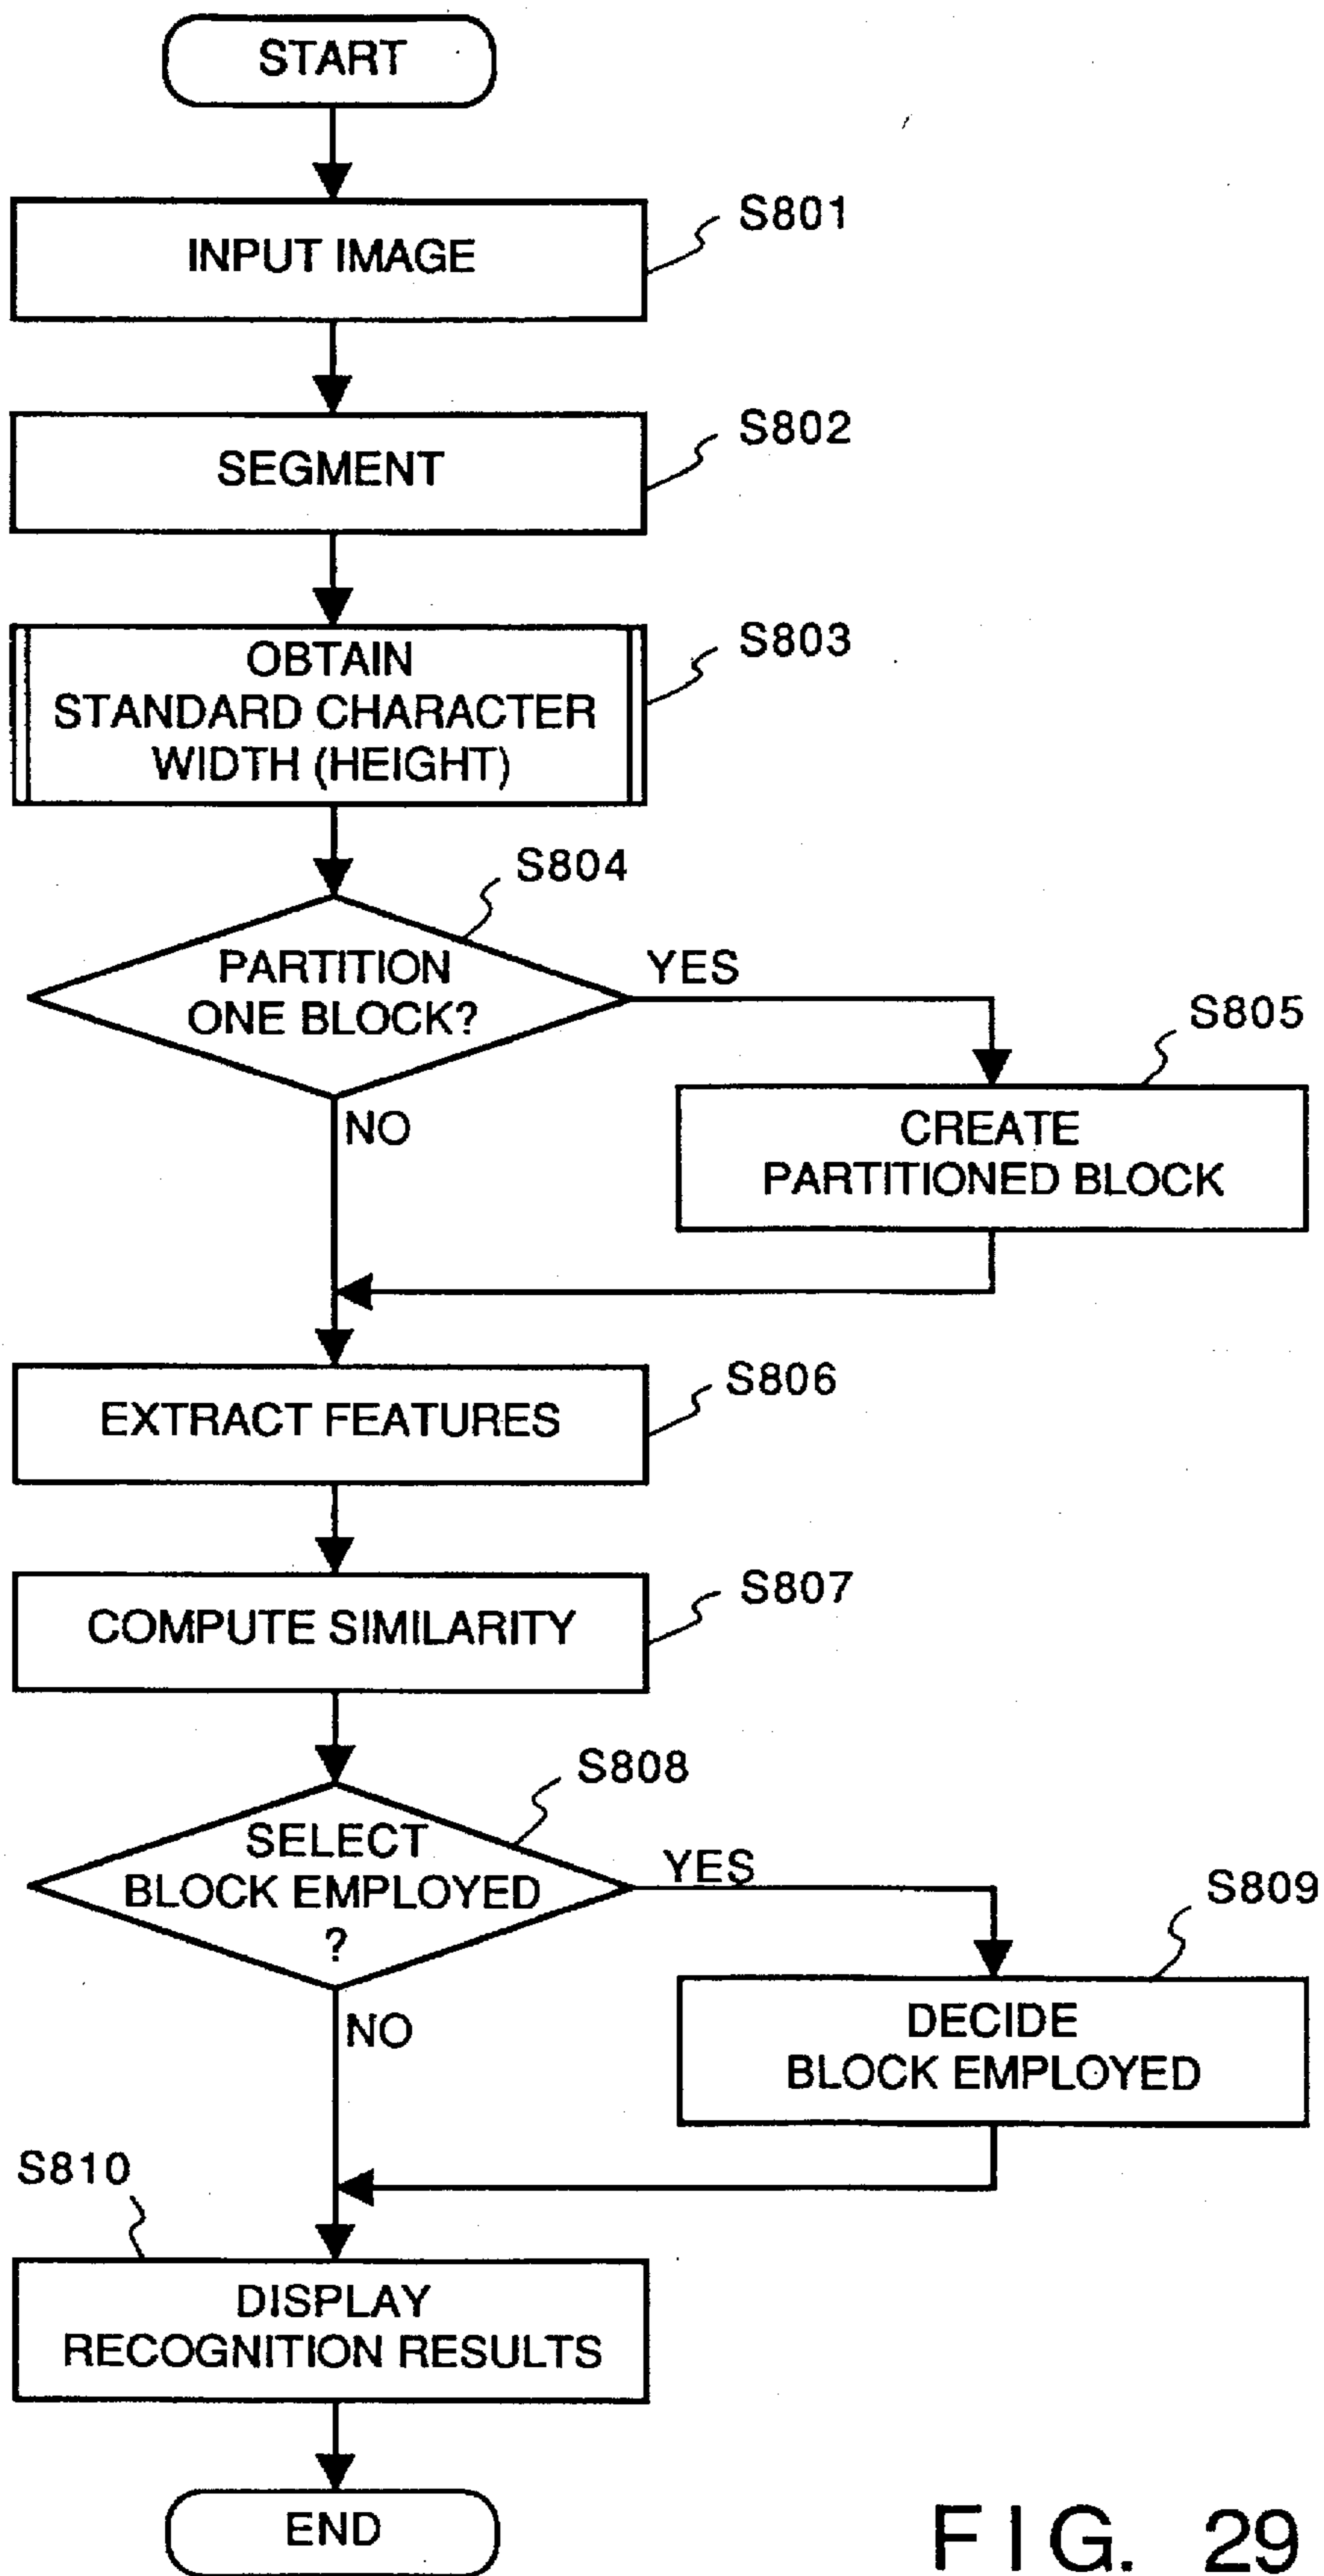 START
S801
INPUT IMAGE
S802
SEGMENT
S803
OBTAIN
STANDARD CHARACTER
WIDTH (HEIGHT)
S804
PARTITION
ONE BLOCK?
YES
NO
S805
CREATE
PARTITIONED BLOCK
S806
EXTRACT FEATURES
S807
COMPUTE SIMILARITY
S808
SELECT
BLOCK EMPLOYED
?
YES
NO
S809
DECIDE
BLOCK EMPLOYED
S810
DISPLAY
RECOGNITION RESULTS
END
FIG. 29